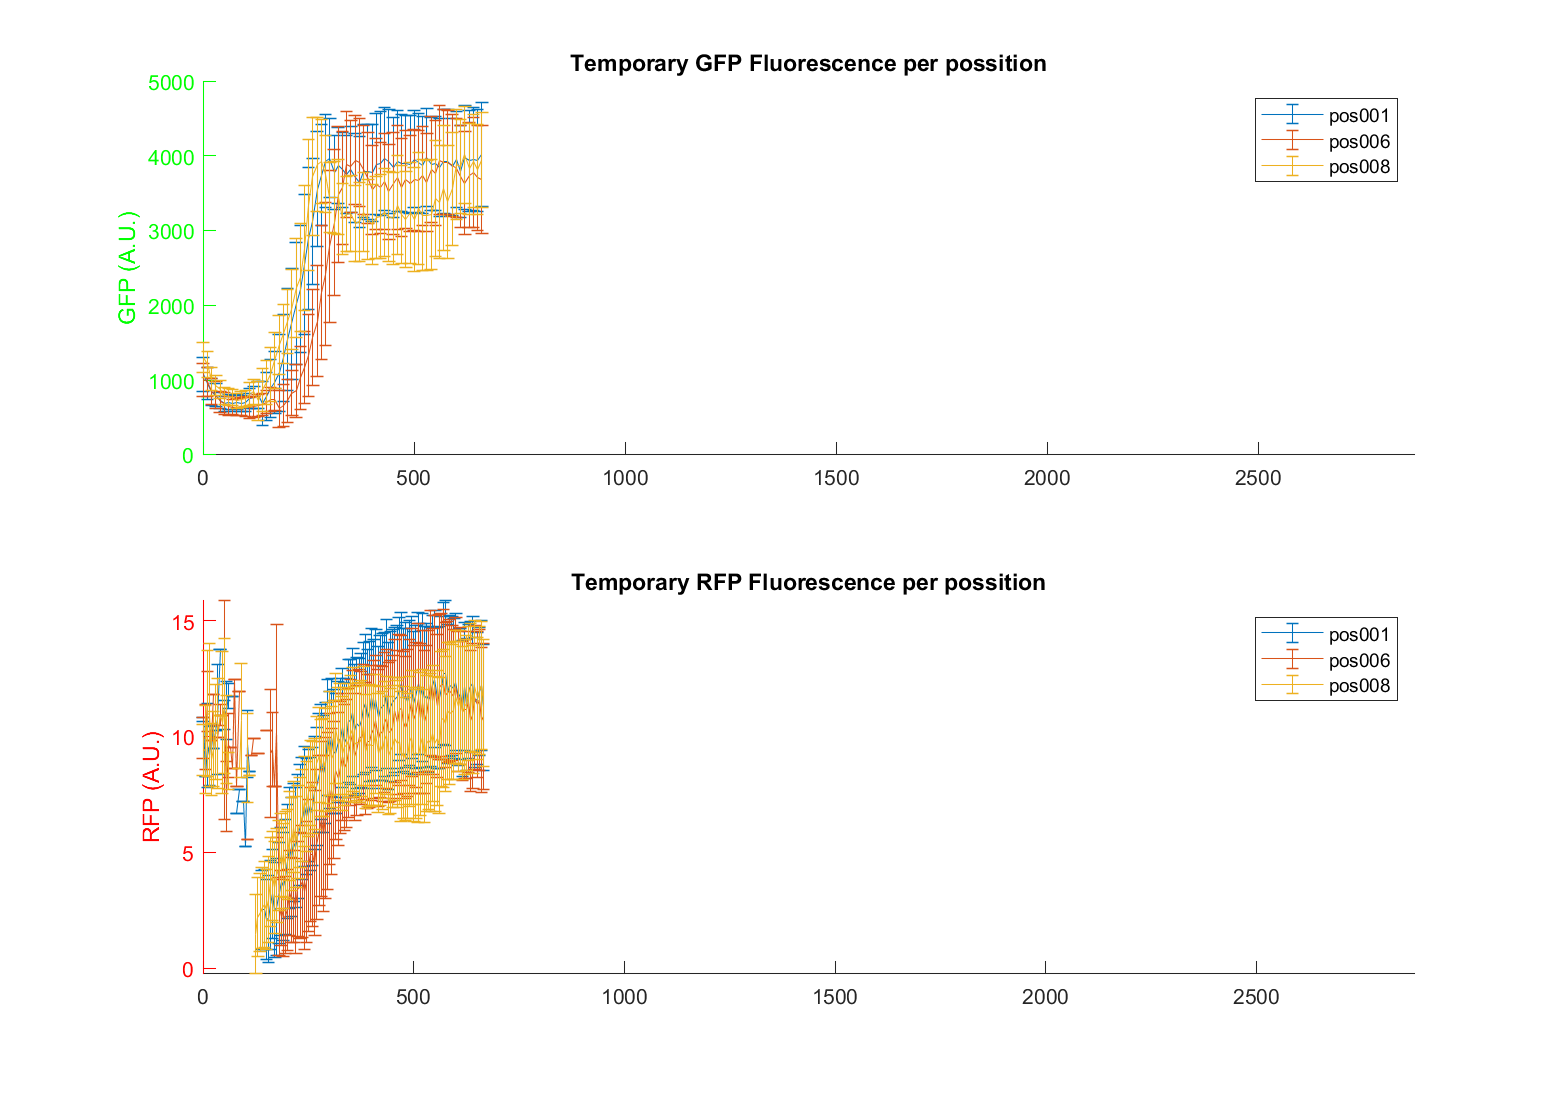 Temporary GFP Fluorescence per possition
5000
4000
3000
2000
1000
0
GFP (A.U.)
0 500 1000 1500 2000 2500
pos001
pos006
pos008
Temporary RFP Fluorescence per possition
15
10
5
0
RFP (A.U.)
0 500 1000 1500 2000 2500
pos001
pos006
pos008